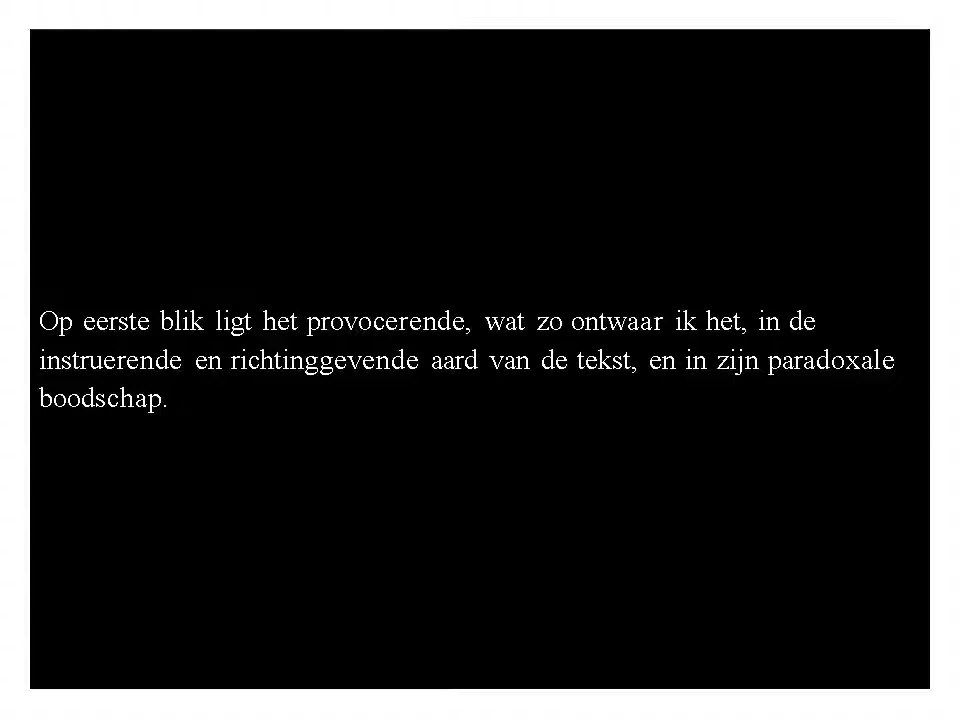 Op eerste blik ligt het provocerende, wat zo ontwaar ik het, in de
instruerende en richtinggevende aard van de tekst, en in zijn paradoxale
boodschap.